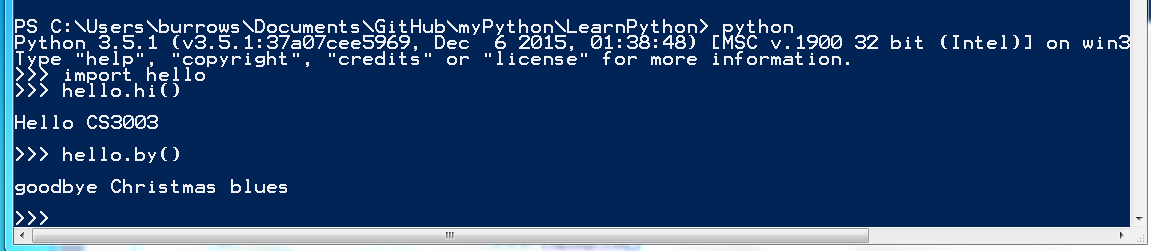 PS C:\Users\burrows\Documents\GitHub\myPython\LearnPython> python
Python 3.5.1 (v3.5.1:37a07cee5969, Dec  6 2015, 01:38:48) [MSC v.1900 32 bit (Intel)] on win3
Type "help", "copyright", "credits" or "license" for more information.
>>> import hello
>>> hello.hi()
Hello CS3003
>>> hello.by()
goodbye Christmas blues
>>>